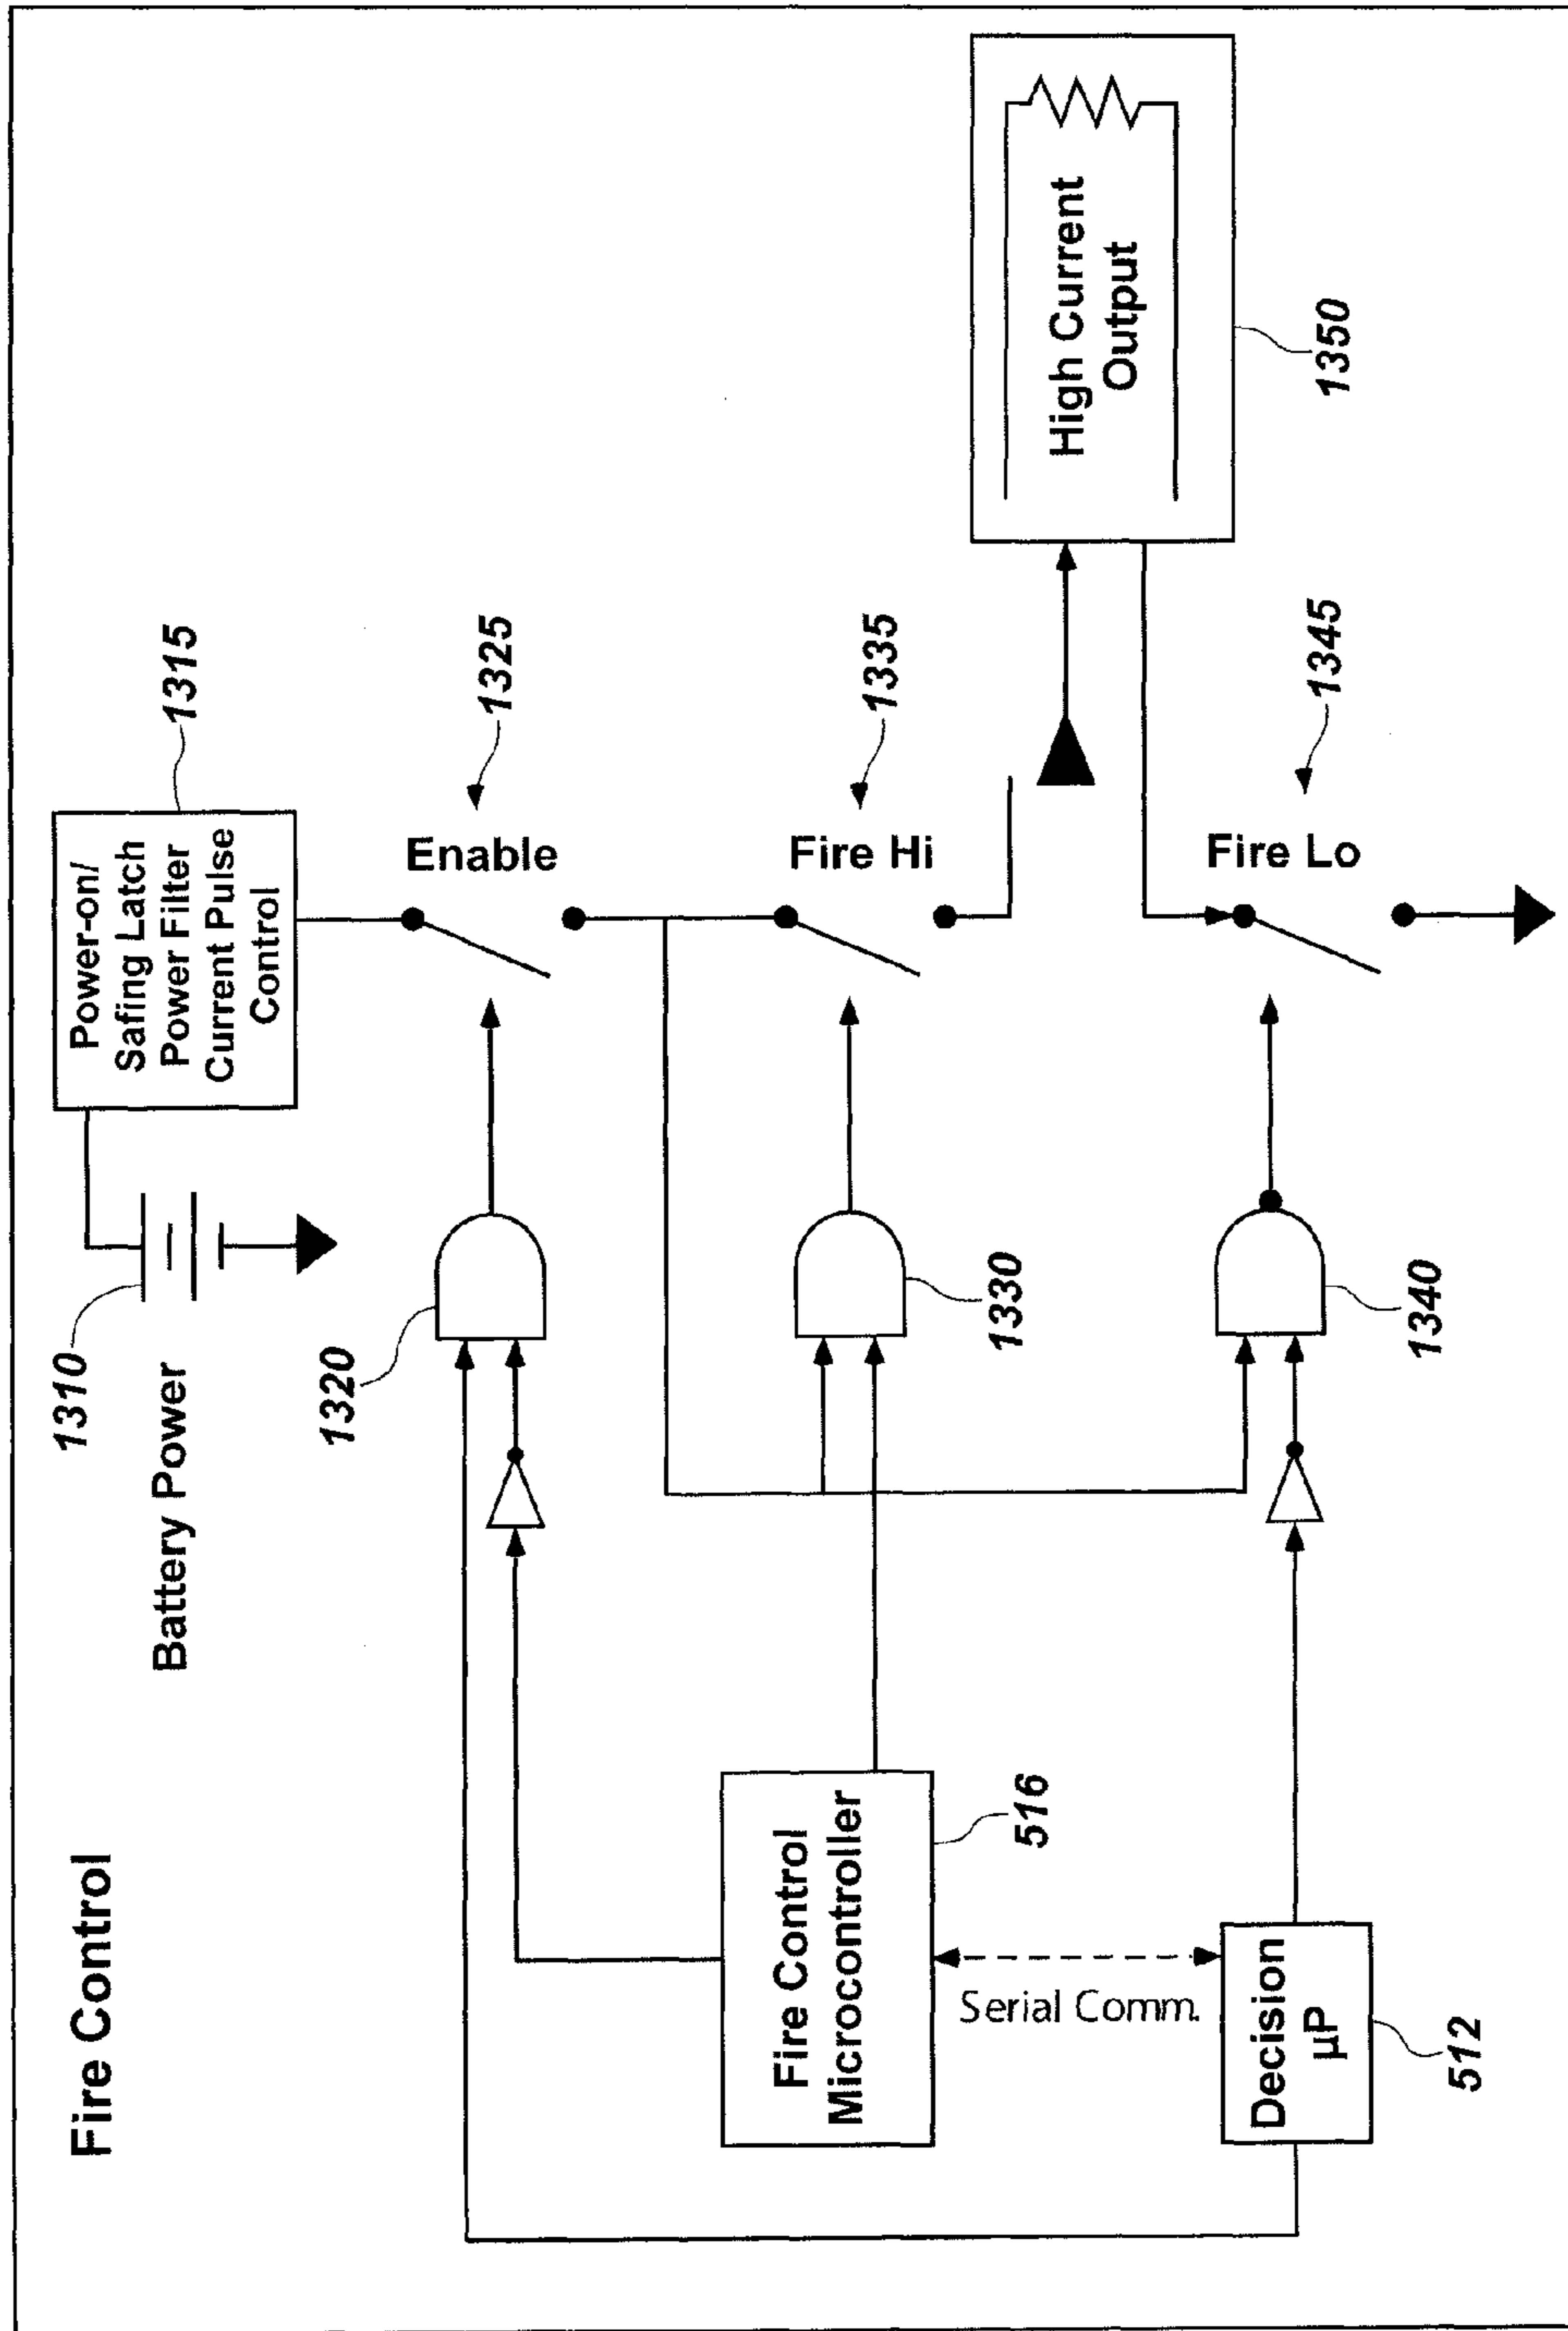 Fire Control
1310
Battery Power
Power-on/
Safing Latch
Power Filter
Current Pulse
Control
1315
1320
Enable
1325
Fire Control
Microcontroller
516
1330
Fire Hi
1335
Serial Comm.
High Current
Output
1350
Decision
µP
512
1340
Fire Lo
1345